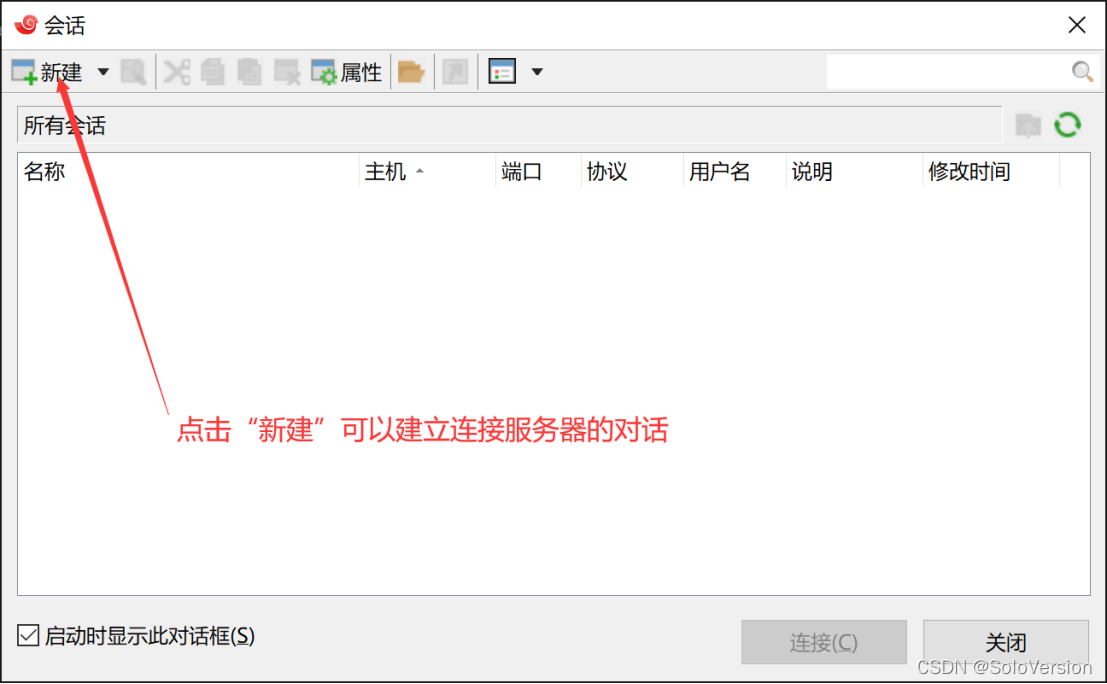 会话
新建 属性
所有会话
名称 主机 端口 协议 用户名 说明 修改时间
点击“新建”可以建立连接服务器的对话
启动时显示此对话框(S)
连接(C) 关闭
CSDN @SoloVersion